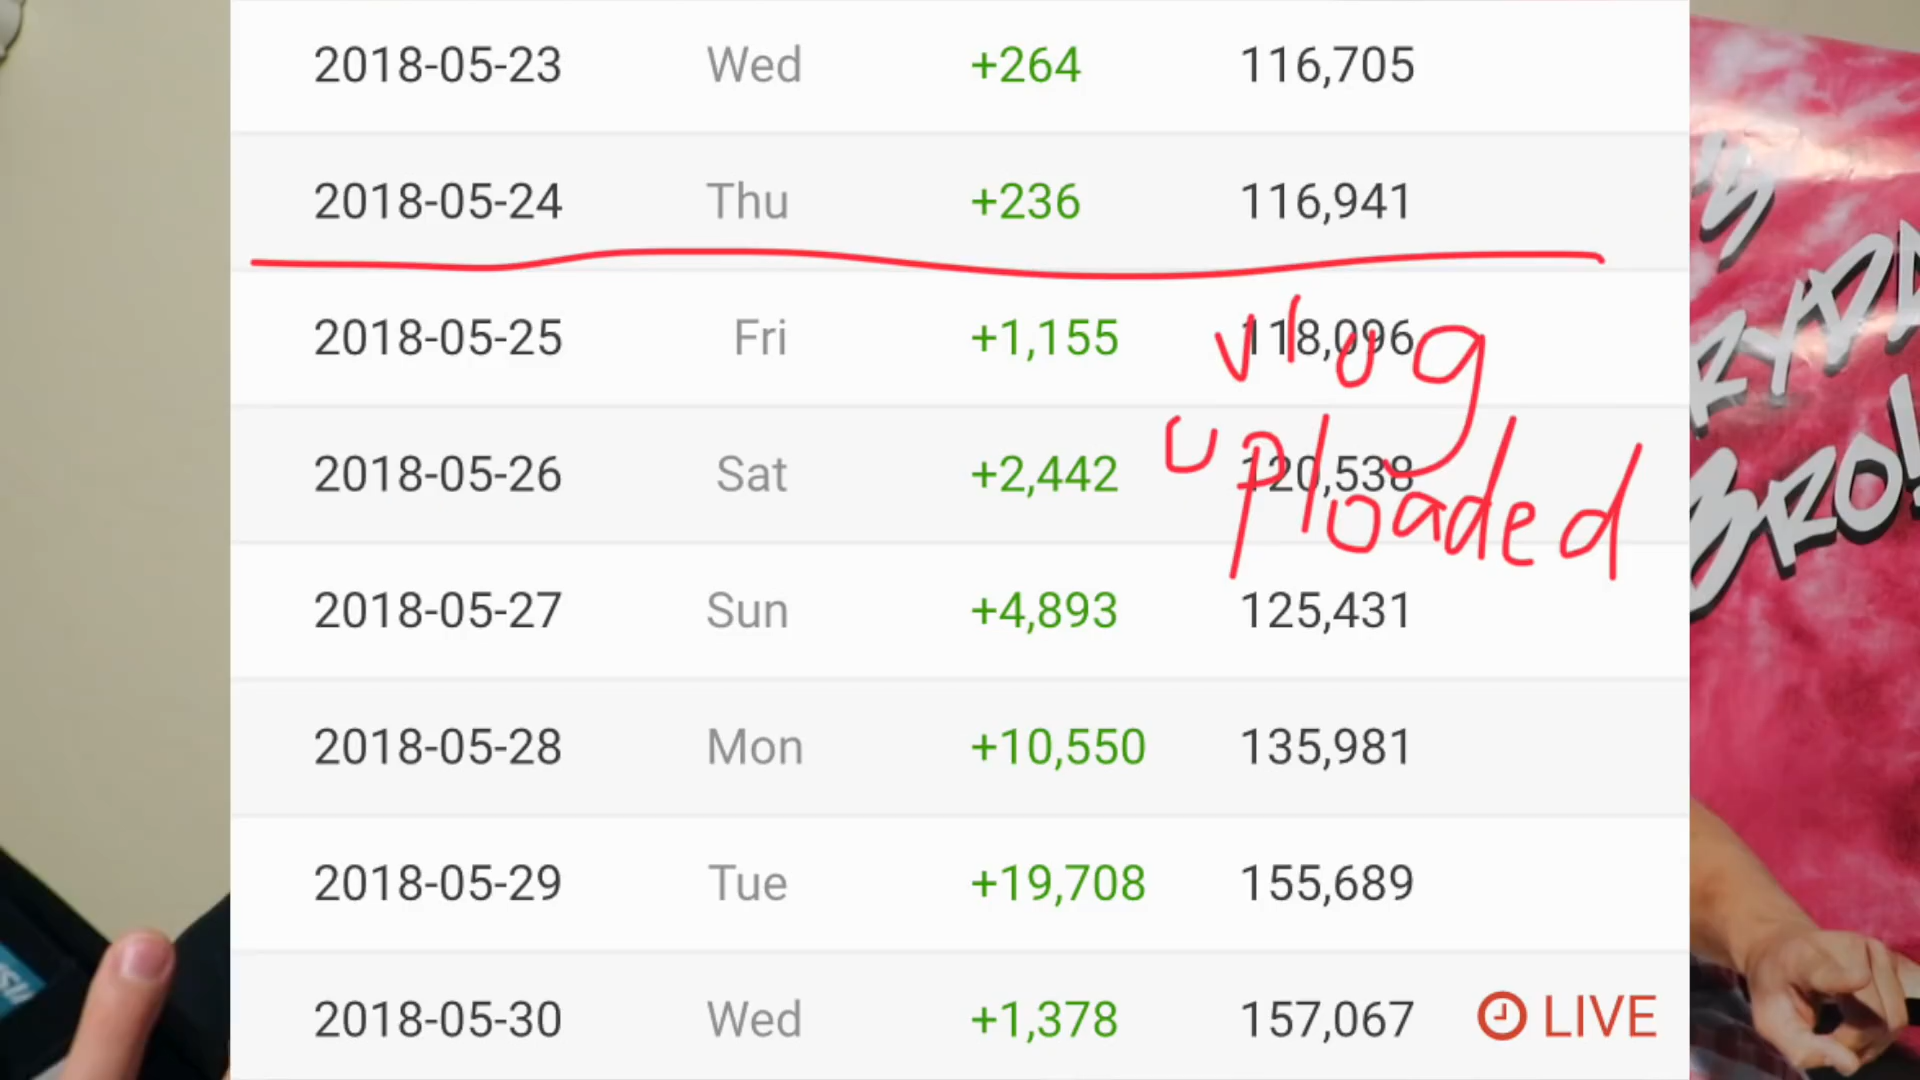 2018-05-23 Wed +264 116,705
2018-05-24 Thu +236 116,941
2018-05-25 Fri +1,155 118,096
vlog
2018-05-26 Sat +2,442 120,538
uploaded
2018-05-27 Sun +4,893 125,431
2018-05-28 Mon +10,550 135,981
2018-05-29 Tue +19,708 155,689
2018-05-30 Wed +1,378 157,067 LIVE
BRO!